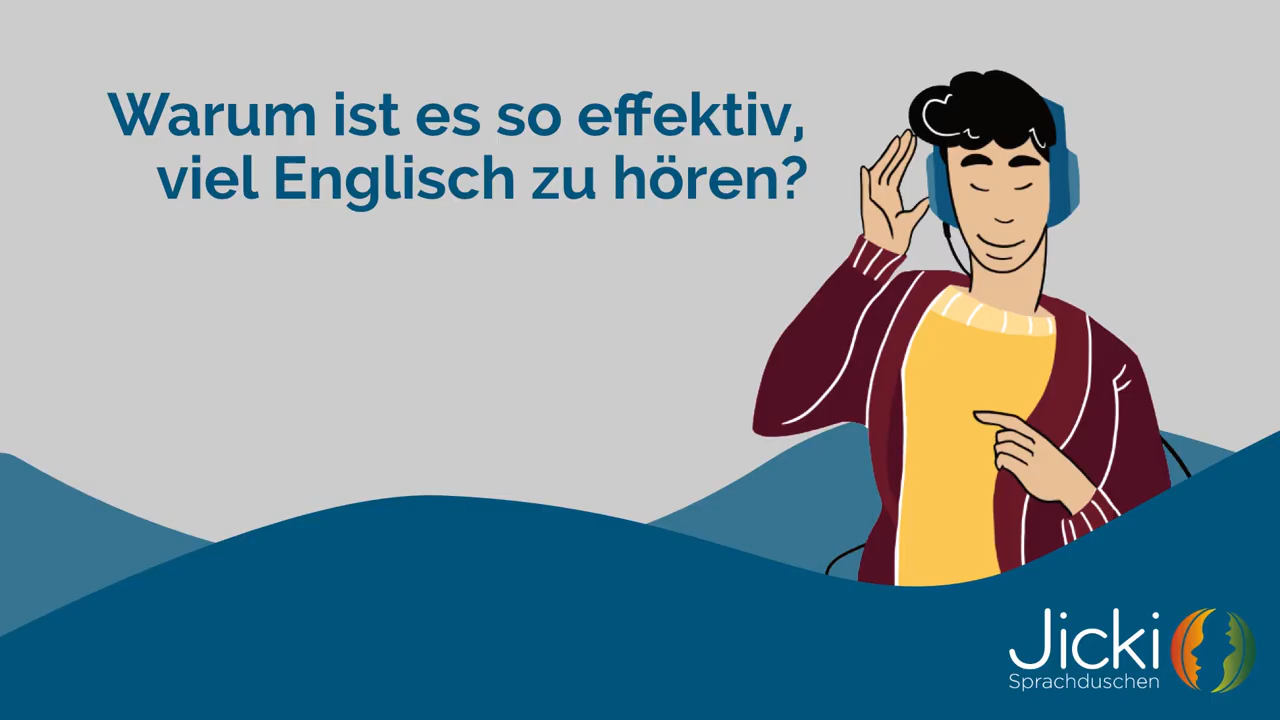 Warum ist es so effektiv,
viel Englisch zu hören?
Jicki
Sprachduschen